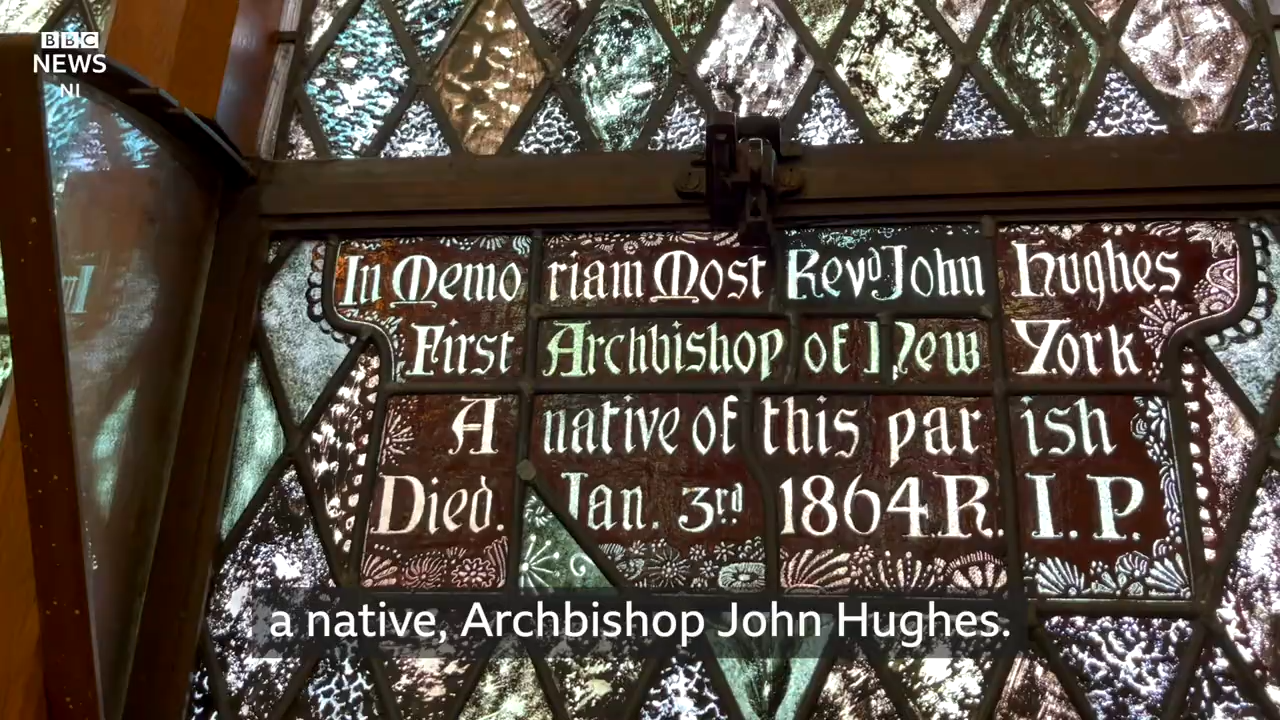 BBC
NEWS
NI
In Memoriam Most Revd John Hughes
First Archbishop of New York
A native of this parish
Died. Jan. 3rd 1864 R.I.P.
a native, Archbishop John Hughes.